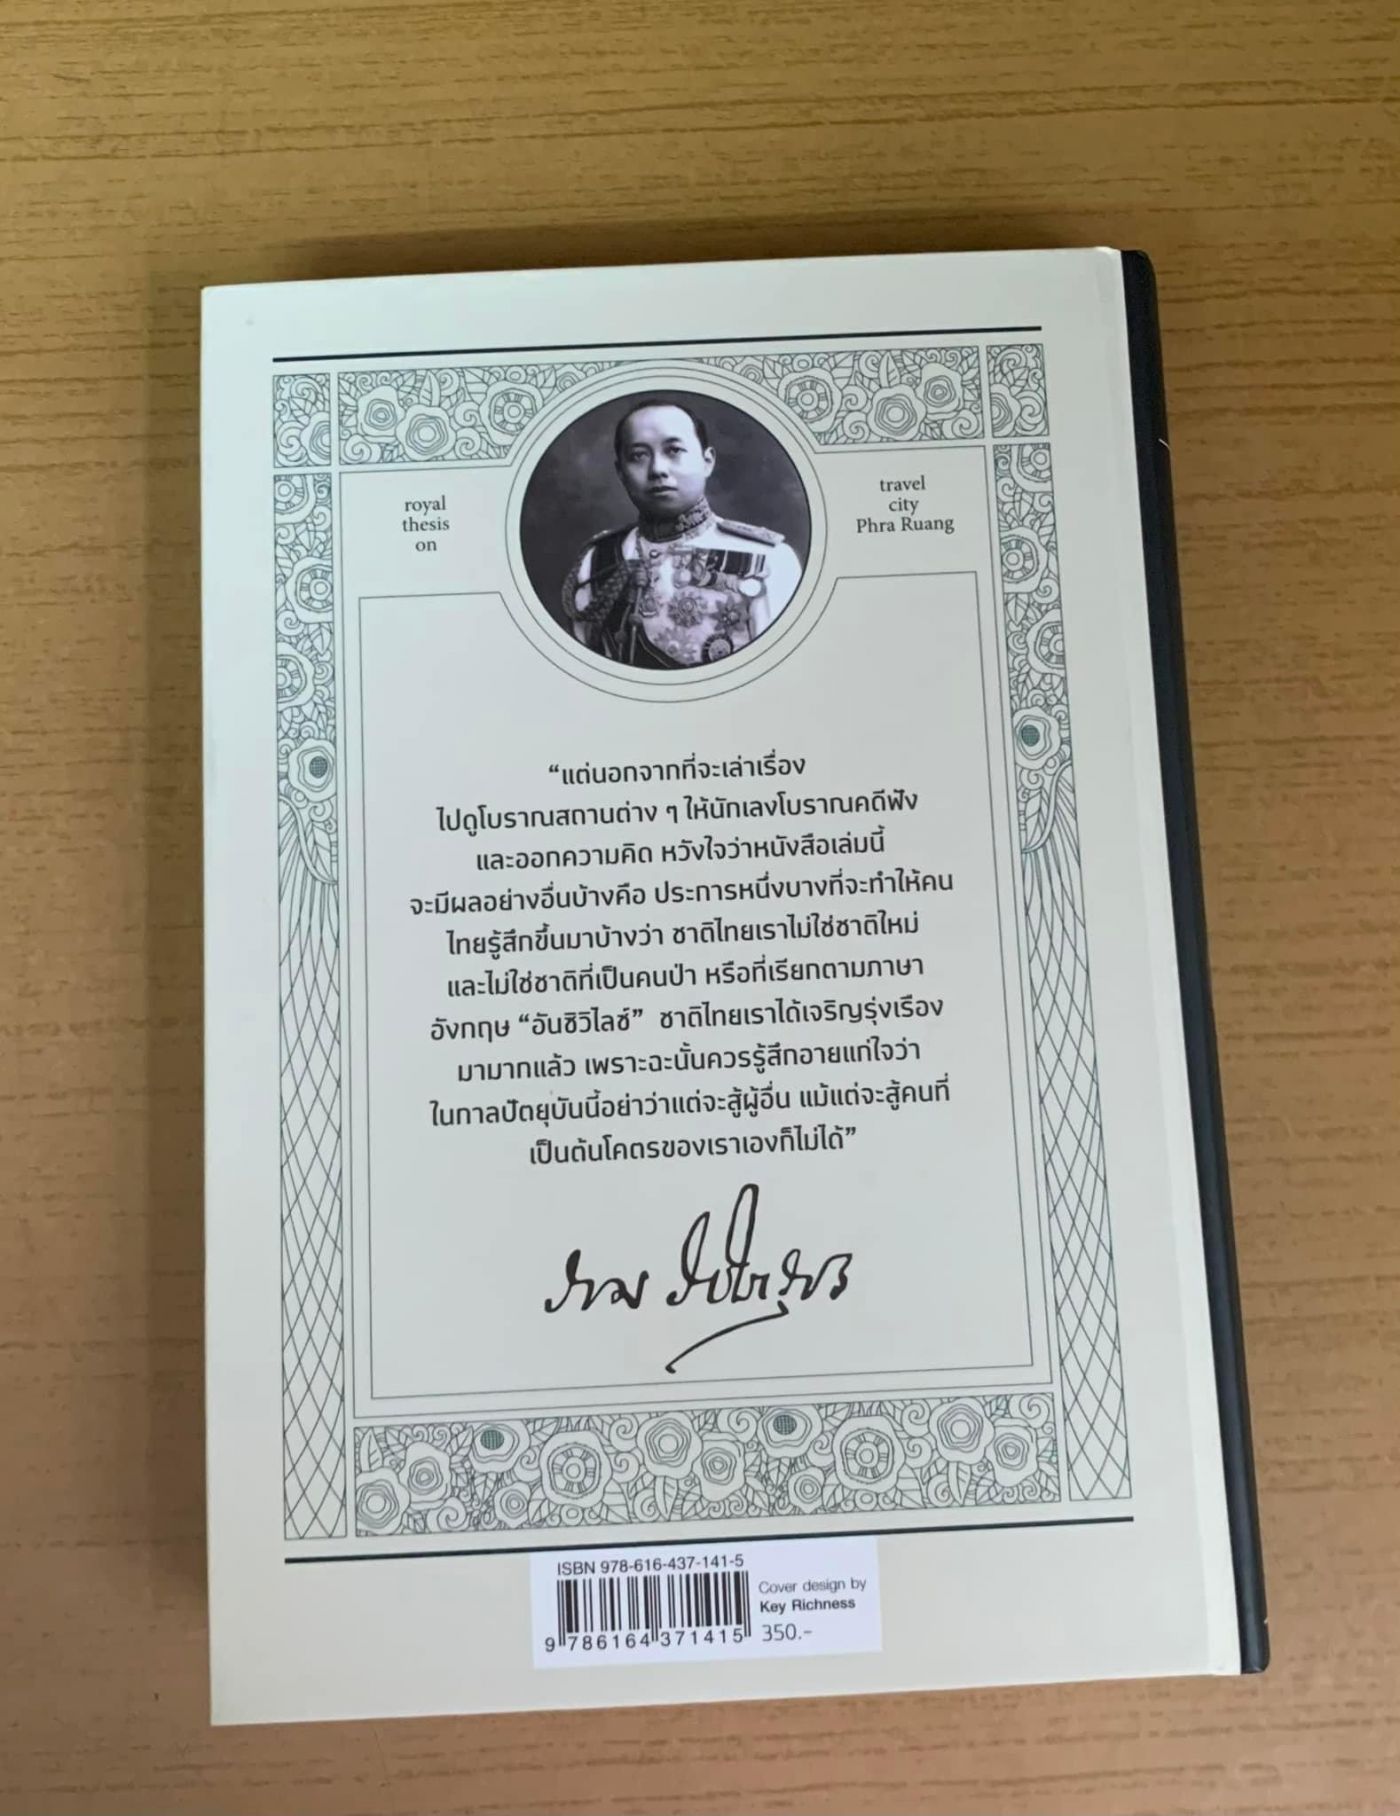 royal
thesis
on
travel
city
Phra Ruang
“แต่นอกจากที่จะเล่าเรื่อง
ไปดูโบราณสถานต่าง ๆ ให้นักเลงโบราณคดีฟัง
และออกความคิด หวังใจว่าหนังสือเล่มนี้
จะมีผลอย่างอื่นบ้างคือ ประการหนึ่งบางที่จะทำให้คน
ไทยรู้สึกขึ้นมาบ้างว่า ชาติไทยเราไม่ใช่ชาติใหม่
และไม่ใช่ชาติที่เป็นคนป่า หรือที่เรียกตามภาษา
อังกฤษ “อันซิวิไลซ์” ชาติไทยเราได้เจริญรุ่งเรือง
มามากแล้ว เพราะฉะนั้นควรรู้สึกอายแก่ใจว่า
ในกาลปัตยุบันนี้อย่าว่าแต่จะสู้ผู้อื่น แม้แต่จะสู้คนที่
เป็นต้นโคตรของเราเองก็ไม่ได้”
ISBN 978-616-437-141-5
9 786164 371415
Cover design by
Key Richness
350.-